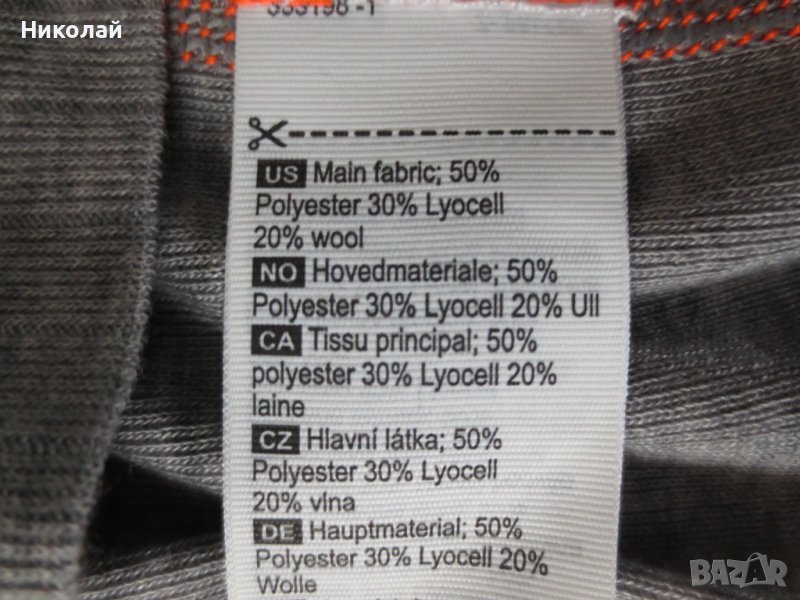 Николай
US Main fabric; 50%
Polyester 30% Lyocell
20% wool
NO Hovedmateriale; 50%
Polyester 30% Lyocell 20% Ull
CA Tissu principal; 50%
polyester 30% Lyocell 20%
laine
CZ Hlavní látka; 50%
Polyester 30% Lyocell
20% vlna
DE Hauptmaterial; 50%
Polyester 30% Lyocell 20%
Wolle
BAZAR